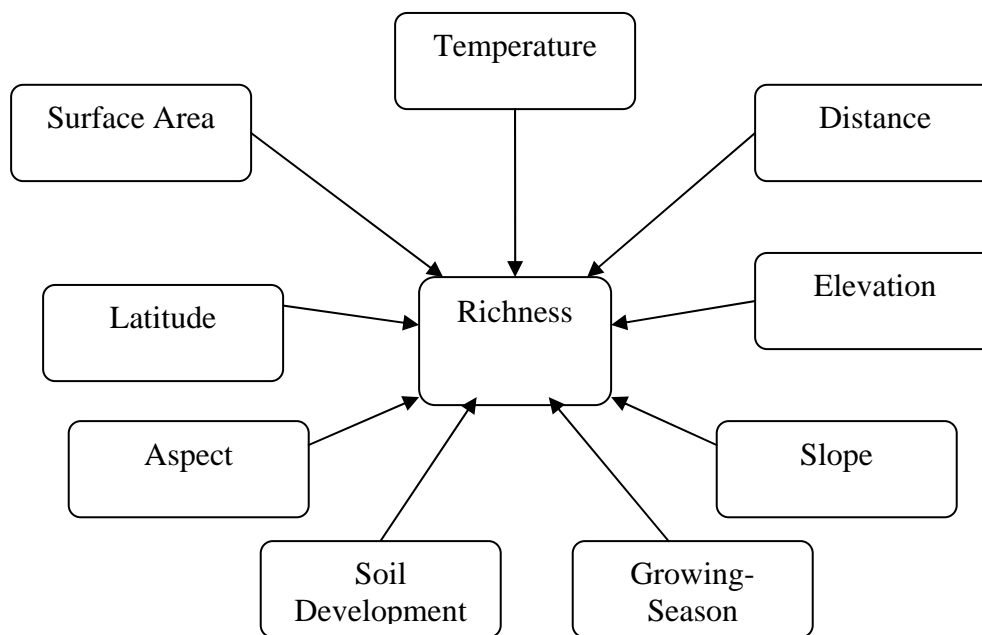 Temperature
Surface Area
Distance
Elevation
Richness
Latitude
Aspect
Slope
Soil
Development
Growing-
Season